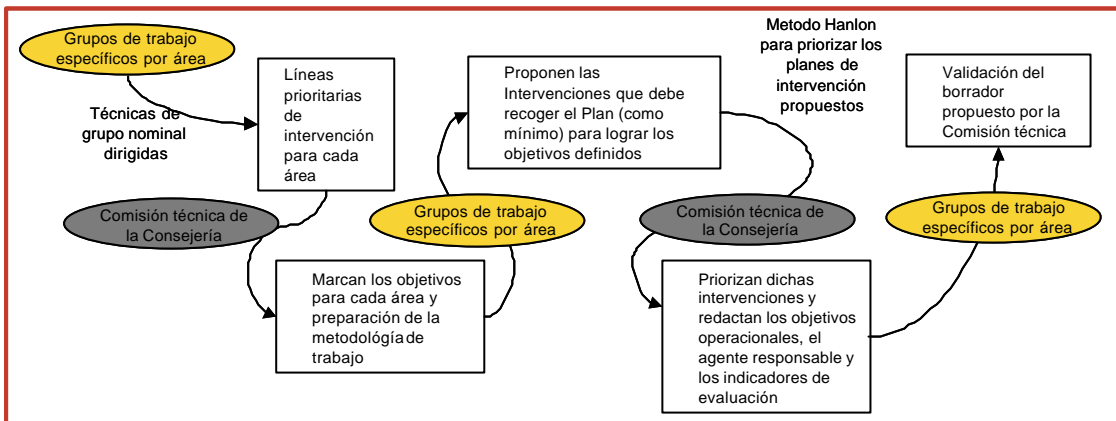 Grupos de trabajo
específicos por área
Técnicas de
grupo nominal
dirigidas
Líneas
prioritarias
de
intervención
para cada
área
Comisión técnica de
la Consejería
Marcan los objetivos
para cada área y
preparación de la
metodología de
trabajo
Grupos de trabajo
específicos por área
Proponen las
Intervenciones que debe
recoger el Plan (como
mínimo) para lograr los
objetivos definidos
Metodo Hanlon
para priorizar los
planes de
intervención
propuestos
Comisión técnica de
la Consejería
Priorizan dichas
intervenciones y
redactan los objetivos
operacionales, el
agente responsable y
los indicadores de
evaluación
Grupos de trabajo
específicos por área
Validación del
borrador
propuesto por la
Comisión técnica